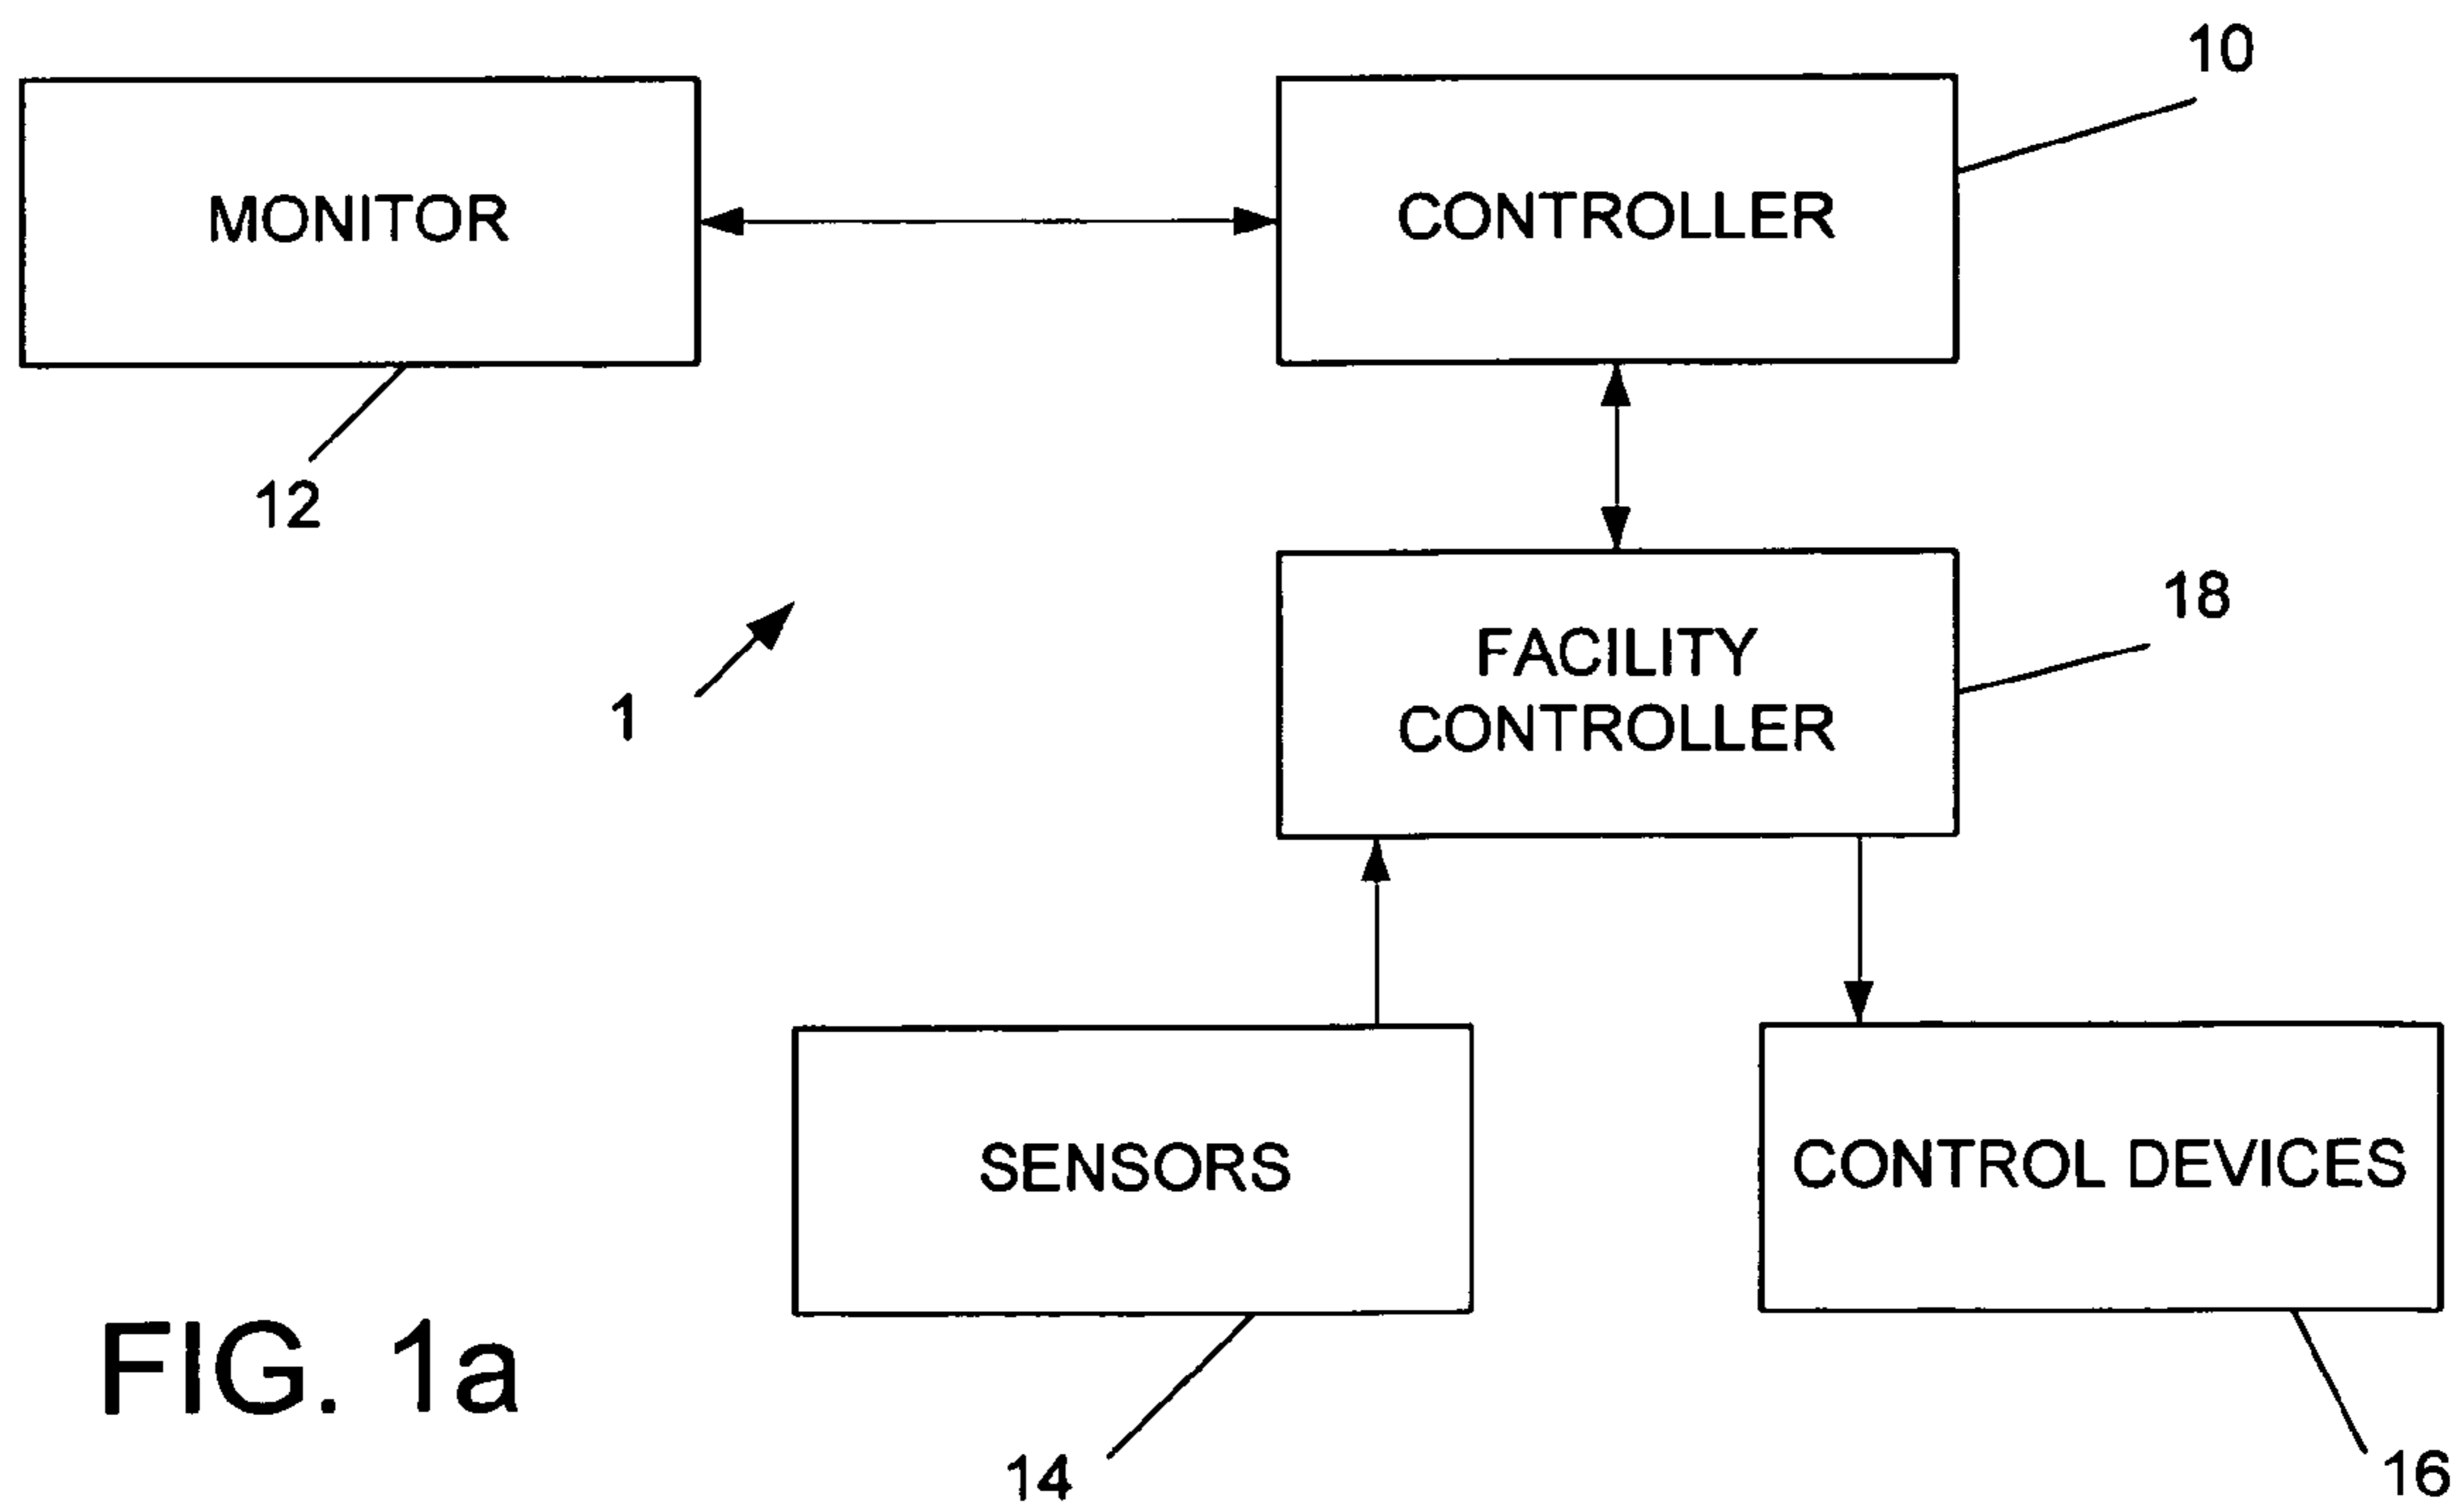 10
MONITOR
CONTROLLER
12
18
FACILITY
CONTROLLER
1
SENSORS
CONTROL DEVICES
FIG. 1a
14
16